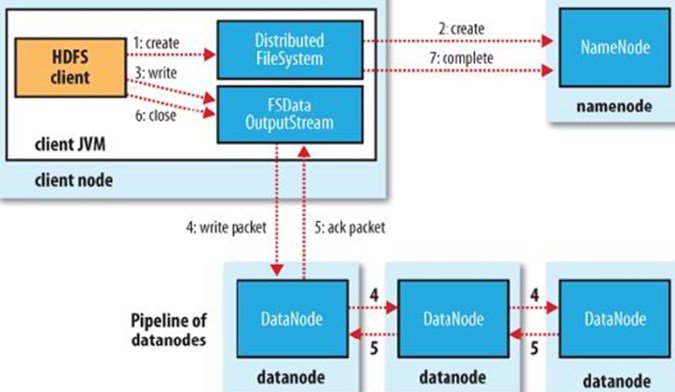 HDFS
client
1: create
3: write
6: close
Distributed
FileSystem
FSData
OutputStream
2: create
7: complete
NameNode
namenode
client JVM
client node
4: write packet
5: ack packet
Pipeline of
datanodes
DataNode
4
5
DataNode
4
5
DataNode
datanode
datanode
datanode